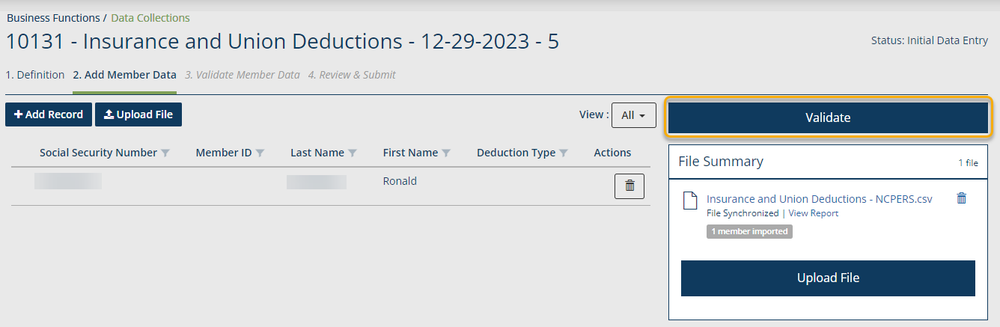 Business Functions / Data Collections
10131 - Insurance and Union Deductions - 12-29-2023 - 5
Status: Initial Data Entry
1. Definition 2. Add Member Data 3. Validate Member Data 4. Review & Submit
+ Add Record Upload File
View : All
Validate
Social Security Number Member ID Last Name First Name Deduction Type Actions
Ronald
File Summary 1 file
Insurance and Union Deductions - NCPERS.csv
File Synchronized | View Report
1 member imported
Upload File